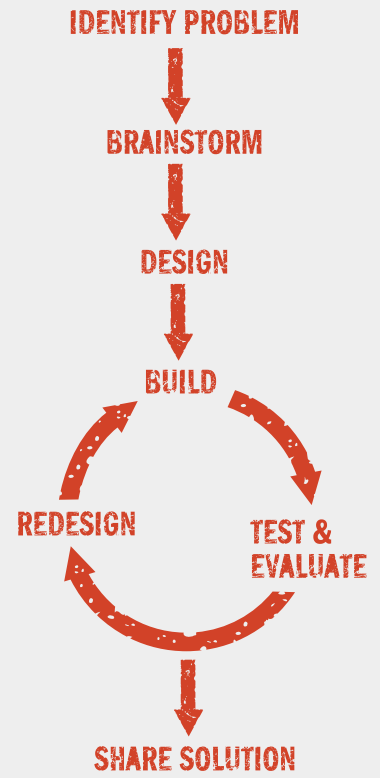 IDENTIFY PROBLEM
BRAINSTORM
DESIGN
BUILD
REDESIGN
TEST &
EVALUATE
SHARE SOLUTION